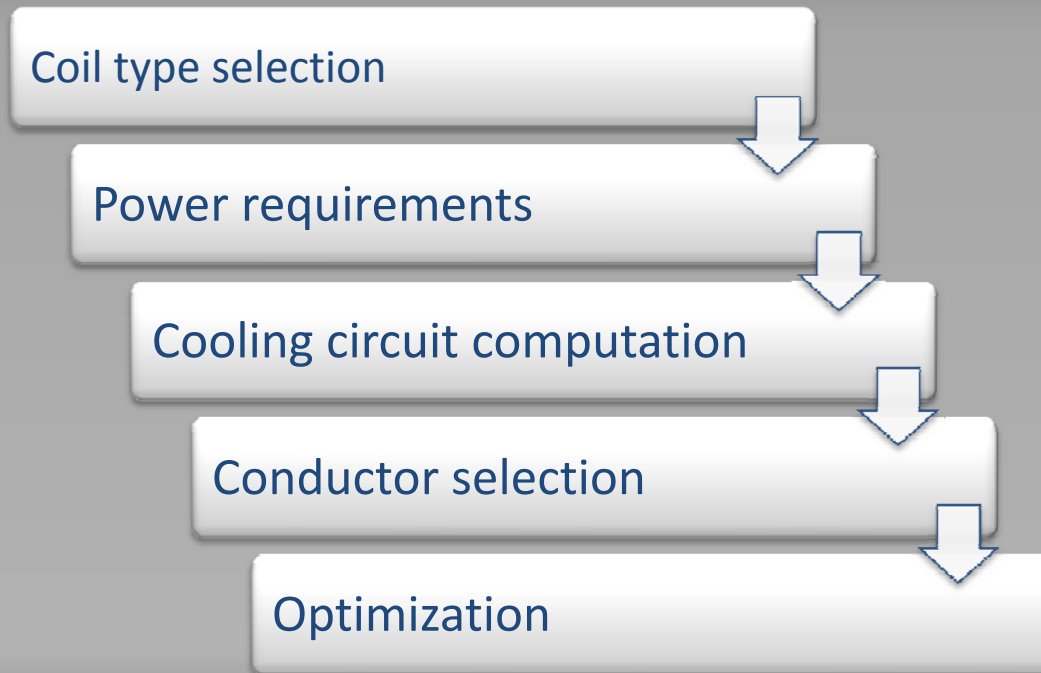 Coil type selection
Power requirements
Cooling circuit computation
Conductor selection
Optimization